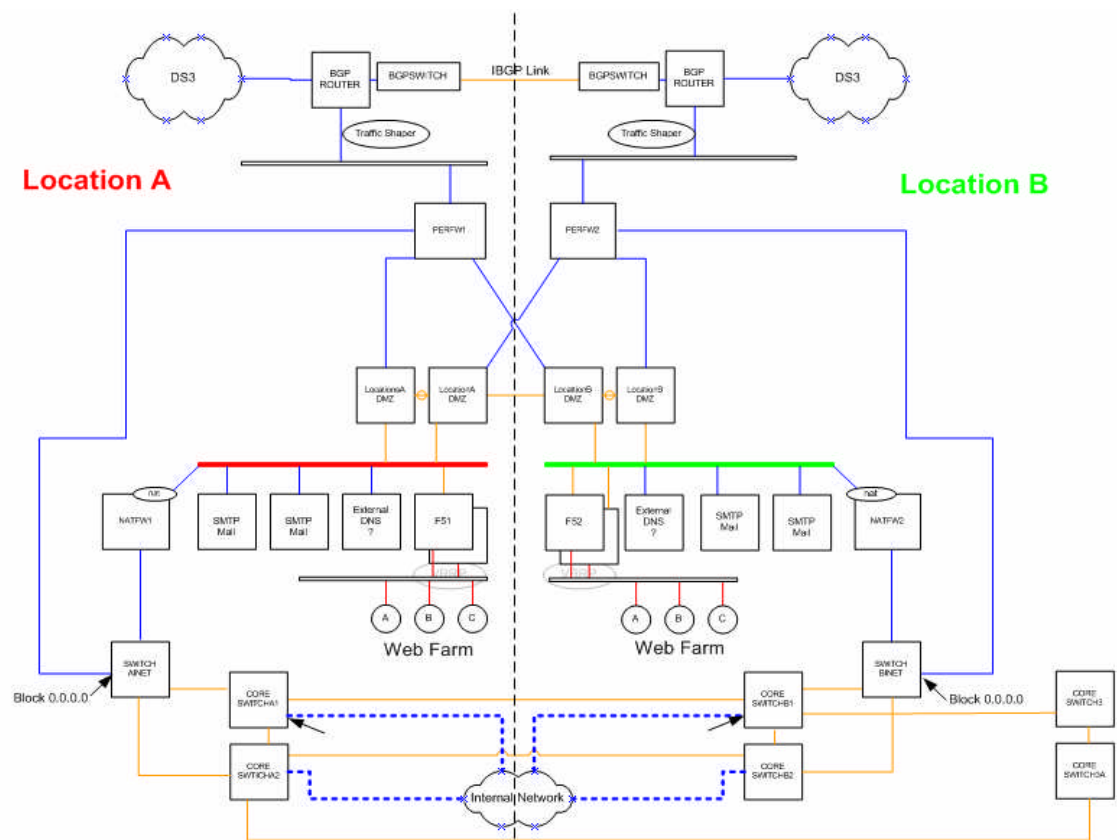 DS3
BGP
ROUTER
BGPSWITCH
IBGP Link
BGPSWITCH
BGP
ROUTER
DS3
Traffic Shaper
Traffic Shaper
Location A
Location B
PERFW1
PERFW2
LocationsA
DMZ
LocationA
DMZ
LocationB
DMZ
LocationB
DMZ
nat
NATFW1
SMTP
Mail
SMTP
Mail
External
DNS
?
F51
F52
External
DNS
?
SMTP
Mail
SMTP
Mail
nat
NATFW2
A
B
C
Web Farm
A
B
C
Web Farm
SWITCH
AINET
SWITCH
BINET
Block 0.0.0.0
Block 0.0.0.0
CORE
SWITCHA1
CORE
SWITCHB1
CORE
SWITCH3
CORE
SWTICHA2
CORE
SWITCHB2
CORE
Internal Network